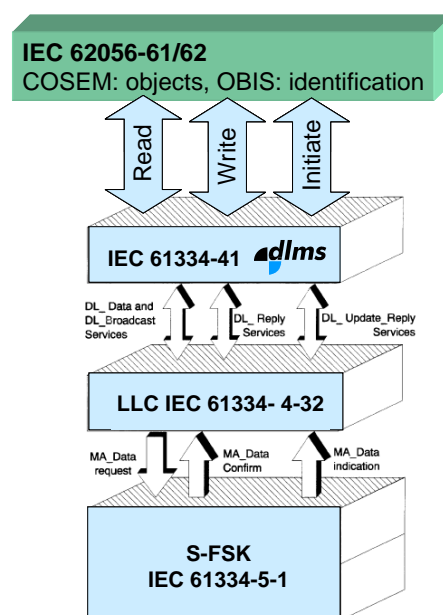 IEC 62056-61/62
COSEM: objects, OBIS: identification
Read
Write
Initiate
IEC 61334-41 dlms
DL_ Data and
DL_Broadcast
Services
DL_ Reply
Services
DL_ Update_Reply
Services
LLC IEC 61334- 4-32
MA_Data
request
MA_Data
Confirm
MA_Data
indication
S-FSK
IEC 61334-5-1